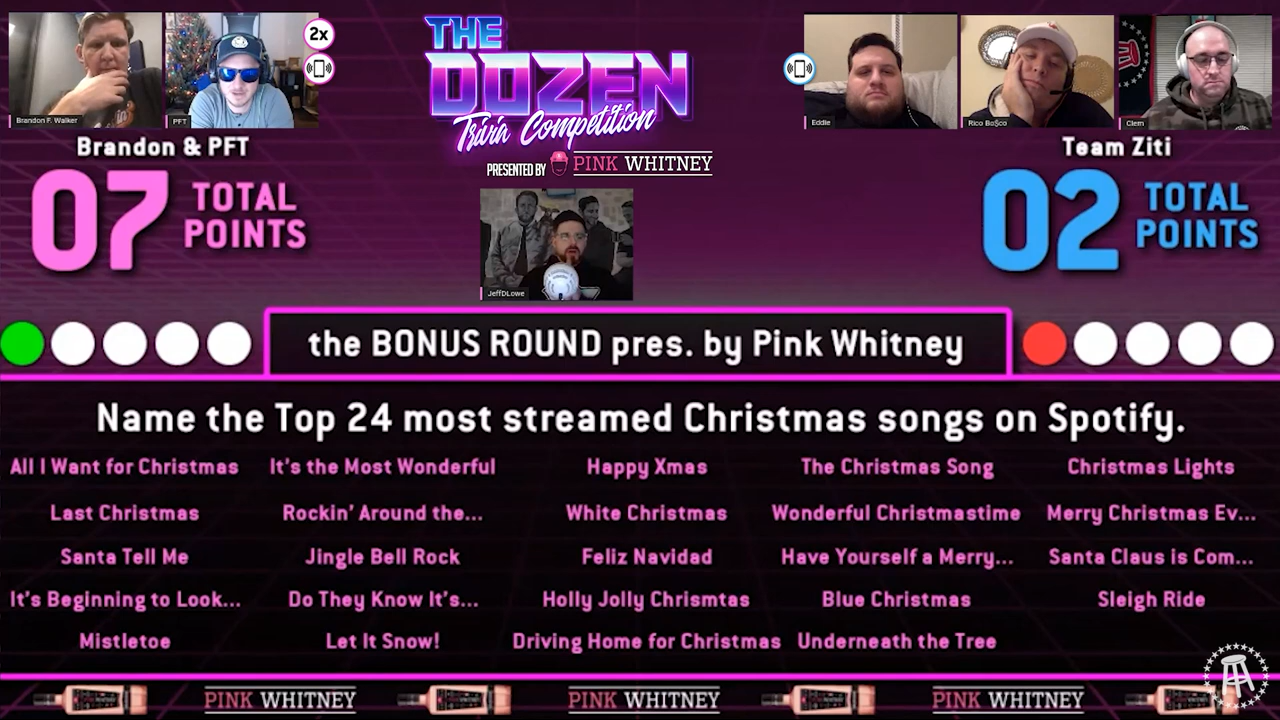 2x
THE
DOZEN
Trivia Competition
PRESENTED BY PINK WHITNEY
Brandon F. Walker
PFT
Eddie
Rico Bo$co
Clem
Brandon & PFT
Team Ziti
07 TOTAL POINTS
02 TOTAL POINTS
JeffDLowe
the BONUS ROUND pres. by Pink Whitney
Name the Top 24 most streamed Christmas songs on Spotify.
All I Want for Christmas It's the Most Wonderful Happy Xmas The Christmas Song Christmas Lights
Last Christmas Rockin' Around the... White Christmas Wonderful Christmastime Merry Christmas Ev...
Santa Tell Me Jingle Bell Rock Feliz Navidad Have Yourself a Merry... Santa Claus is Com...
It's Beginning to Look... Do They Know It's... Holly Jolly Chrismtas Blue Christmas Sleigh Ride
Mistletoe Let It Snow! Driving Home for Christmas Underneath the Tree
PINK WHITNEY PINK WHITNEY PINK WHITNEY